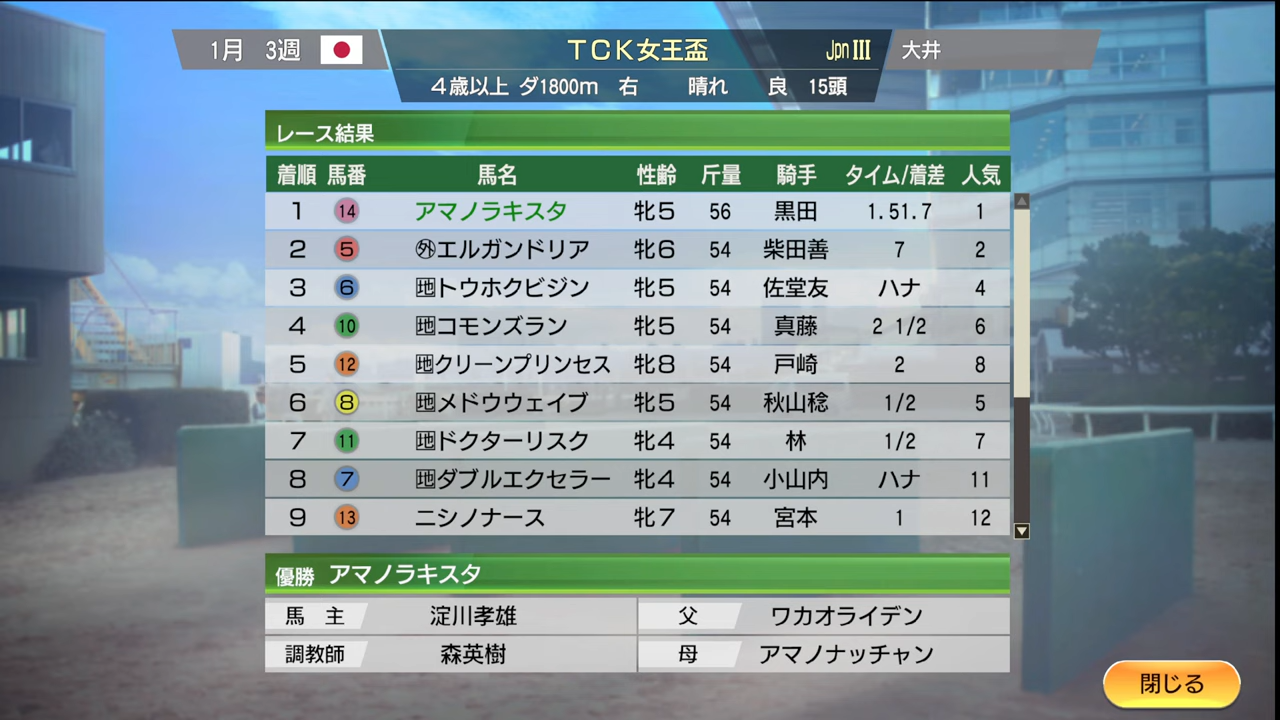 1月 3週 TCK女王盃 JpnIII 大井
4歳以上 ダ1800m 右 晴れ 良 15頭
レース結果
着順 馬番 馬名 性齢 斤量 騎手 タイム/着差 人気
1 14 アマノラキスタ 牝5 56 黒田 1.51.7 1
2 5 外エルガンドリア 牝6 54 柴田善 7 2
3 6 地トウホクビジン 牝5 54 佐堂友 ハナ 4
4 10 地コモンズラン 牝5 54 真藤 2 1/2 6
5 12 地クリーンプリンセス 牝8 54 戸崎 2 8
6 8 地メドウウェイブ 牝5 54 秋山稔 1/2 5
7 11 地ドクターリスク 牝4 54 林 1/2 7
8 7 地ダブルエクセラー 牝4 54 小山内 ハナ 11
9 13 ニシノナース 牝7 54 宮本 1 12
優勝 アマノラキスタ
馬主 淀川孝雄 父 ワカオライデン
調教師 森英樹 母 アマノナッチャン
閉じる